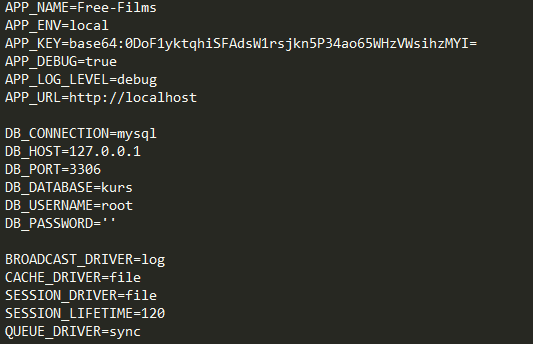 APP_NAME=Free-Films
APP_ENV=local
APP_KEY=base64:0DoF1yktqhiSFAdsW1rsjkn5P34ao65WHzVWsihzMYI=
APP_DEBUG=true
APP_LOG_LEVEL=debug
APP_URL=http://localhost

DB_CONNECTION=mysql
DB_HOST=127.0.0.1
DB_PORT=3306
DB_DATABASE=kurs
DB_USERNAME=root
DB_PASSWORD=''

BROADCAST_DRIVER=log
CACHE_DRIVER=file
SESSION_DRIVER=file
SESSION_LIFETIME=120
QUEUE_DRIVER=sync